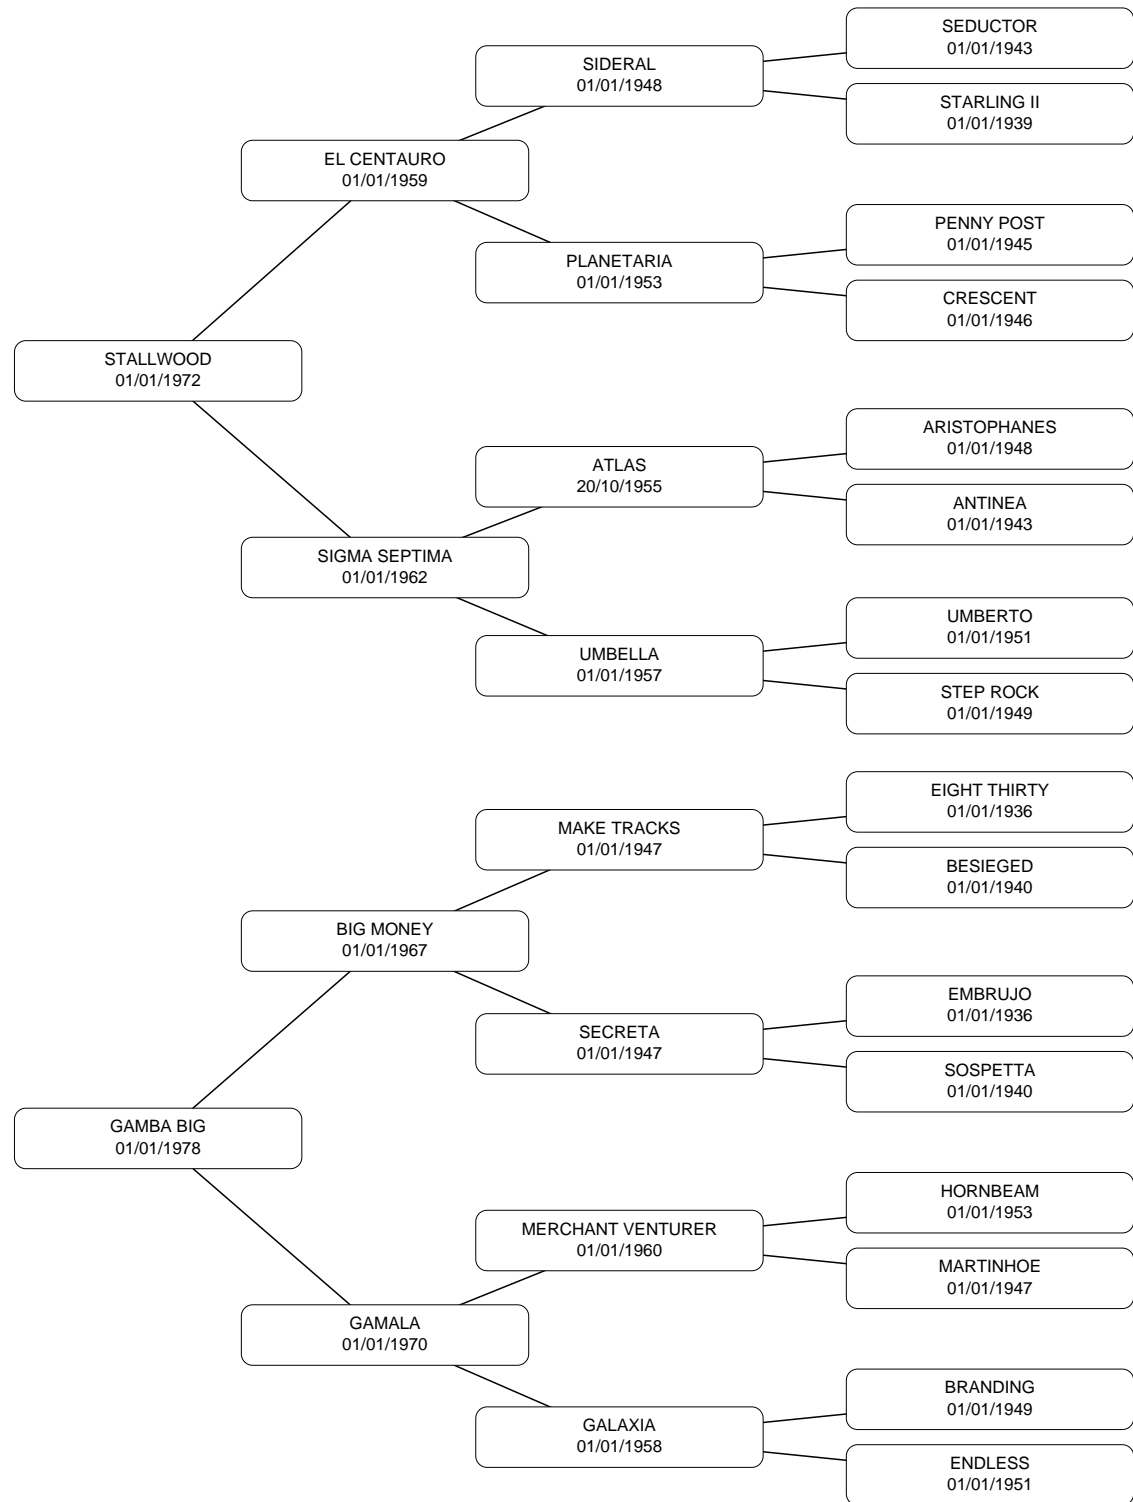 SEDUCTOR
01/01/1943
SIDERAL
01/01/1948
STARLING II
01/01/1939
EL CENTAURO
01/01/1959
PENNY POST
01/01/1945
PLANETARIA
01/01/1953
CRESCENT
01/01/1946
STALLWOOD
01/01/1972
ARISTOPHANES
01/01/1948
ATLAS
20/10/1955
ANTINEA
01/01/1943
SIGMA SEPTIMA
01/01/1962
UMBERTO
01/01/1951
UMBELLA
01/01/1957
STEP ROCK
01/01/1949
EIGHT THIRTY
01/01/1936
MAKE TRACKS
01/01/1947
BESIEGED
01/01/1940
BIG MONEY
01/01/1967
EMBRUJO
01/01/1936
SECRETA
01/01/1947
SOSPETTA
01/01/1940
GAMBA BIG
01/01/1978
HORNBEAM
01/01/1953
MERCHANT VENTURER
01/01/1960
MARTINHOE
01/01/1947
GAMALA
01/01/1970
BRANDING
01/01/1949
GALAXIA
01/01/1958
ENDLESS
01/01/1951